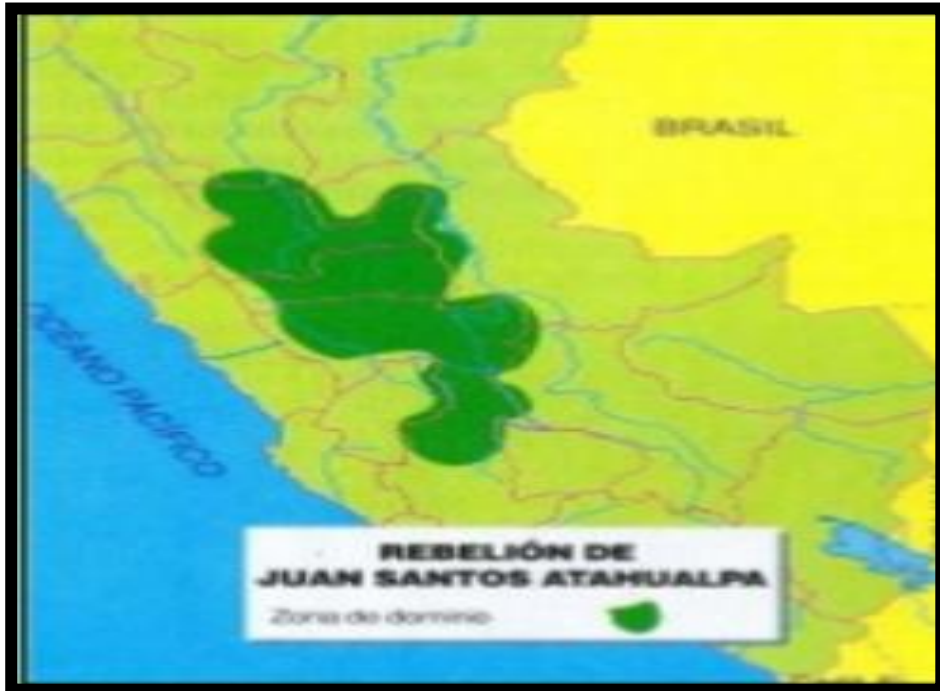 BRASIL
OCÉANO PACÍFICO
REBELIÓN DE
JUAN SANTOS ATAHUALPA
Zona de dominio